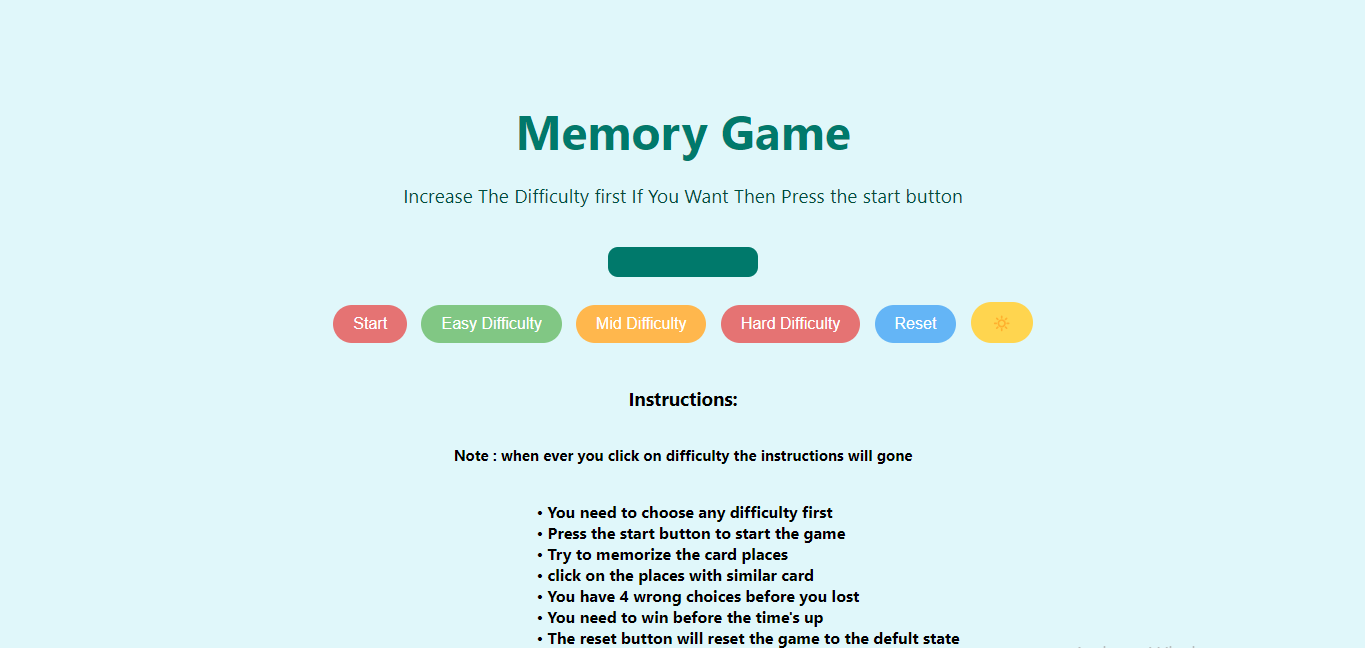 Memory Game
Increase The Difficulty first If You Want Then Press the start button
Start Easy Difficulty Mid Difficulty Hard Difficulty Reset
Instructions:
Note : when ever you click on difficulty the instructions will gone
• You need to choose any difficulty first
• Press the start button to start the game
• Try to memorize the card places
• click on the places with similar card
• You have 4 wrong choices before you lost
• You need to win before the time's up
• The reset button will reset the game to the defult state